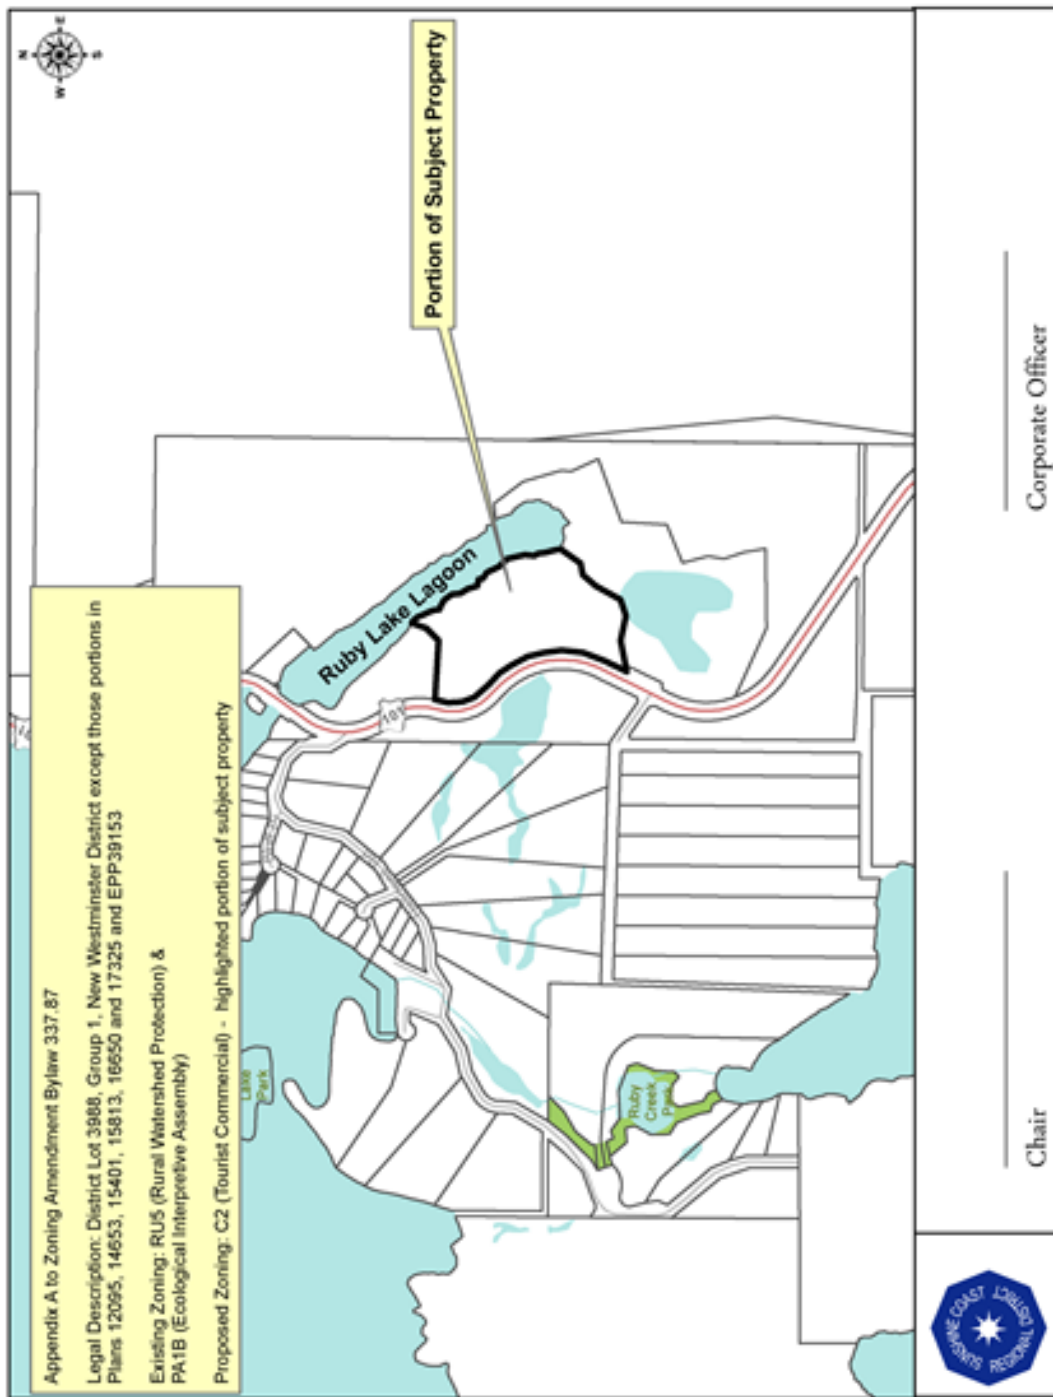 Appendix A to Zoning Amendment Bylaw 337.87
Legal Description: District Lot 3988, Group 1, New Westminster District except those portions in
Plans 12095, 14653, 15401, 15813, 16650 and 17325 and EPP39153
Existing Zoning: RU5 (Rural Watershed Protection) &
PA1B (Ecological Interpretive Assembly)
Proposed Zoning: C2 (Tourist Commercial) - highlighted portion of subject property
N
E
S
W
Lake
Park
Ruby Lake Lagoon
101
Portion of Subject Property
Ruby
Creek
Park
SUNSHINE COAST
REGIONAL DISTRICT
Chair
Corporate Officer